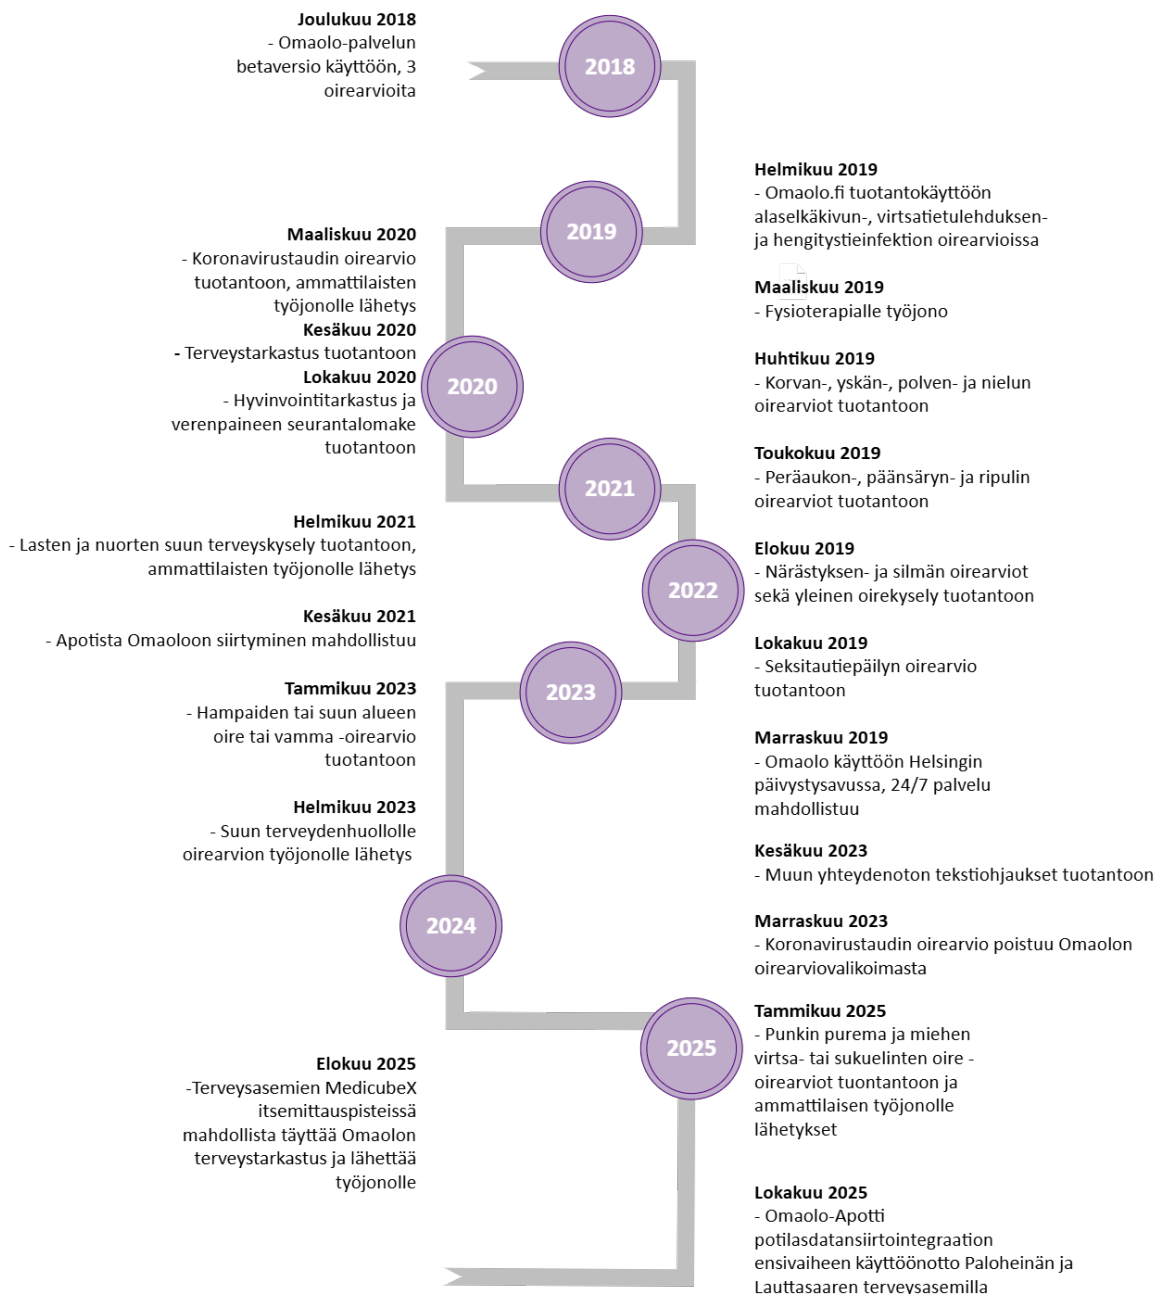 Joulukuu 2018
- Omaolo-palvelun
betaversio käyttöön, 3
oirearvioita
2018
Helmikuu 2019
- Omaolo.fi tuotantokäyttöön
alaselkäkivun-, virtsatietulehduksen-
ja hengitystieinfektion oirearvioissa
2019
Maaliskuu 2019
- Fysioterapialle työjono
Huhtikuu 2019
- Korvan-, yskän-, polven- ja nielun
oirearviot tuotantoon
Toukokuu 2019
- Peräaukon-, päänsäryn- ja ripulin
oirearviot tuotantoon
Elokuu 2019
- Närästyksen- ja silmän oirearviot
sekä yleinen oirekysely tuotantoon
Lokakuu 2019
- Seksitautiepäilyn oirearvio
tuotantoon
Marraskuu 2019
- Omaolo käyttöön Helsingin
päivystysavussa, 24/7 palvelu
mahdollistuu
Maaliskuu 2020
- Koronavirustaudin oirearvio
tuotantoon, ammattilaisten
työjonolle lähetys
Kesäkuu 2020
- Terveystarkastus tuotantoon
Lokakuu 2020
- Hyvinvointitarkastus ja
verenpaineen seurantalomake
tuotantoon
2020
2021
Helmikuu 2021
- Lasten ja nuorten suun terveyskysely tuotantoon,
ammattilaisten työjonolle lähetys
Kesäkuu 2021
- Apotista Omaoloon siirtyminen mahdollistuu
2022
2023
Tammikuu 2023
- Hampaiden tai suun alueen
oire tai vamma -oirearvio
tuotantoon
Helmikuu 2023
- Suun terveydenhuollolle
oirearvion työjonolle lähetys
Kesäkuu 2023
- Muun yhteydenoton tekstiohjaukset tuotantoon
Marraskuu 2023
- Koronavirustaudin oirearvio poistuu Omaolon
oirearviovalikoimasta
2024
2025
Tammikuu 2025
- Punkin purema ja miehen
virtsa- tai sukuelinten oire -
oirearviot tuontantoon ja
ammattilaisen työjonolle
lähetykset
Elokuu 2025
-Terveysasemien MedicubeX
itsemittauspisteissä
mahdollista täyttää Omaolon
terveystarkastus ja lähettää
työjonolle
Lokakuu 2025
- Omaolo-Apotti
potilasdatansiirtointegraation
ensivaiheen käyttöönotto Paloheinän ja
Lauttasaaren terveysasemilla